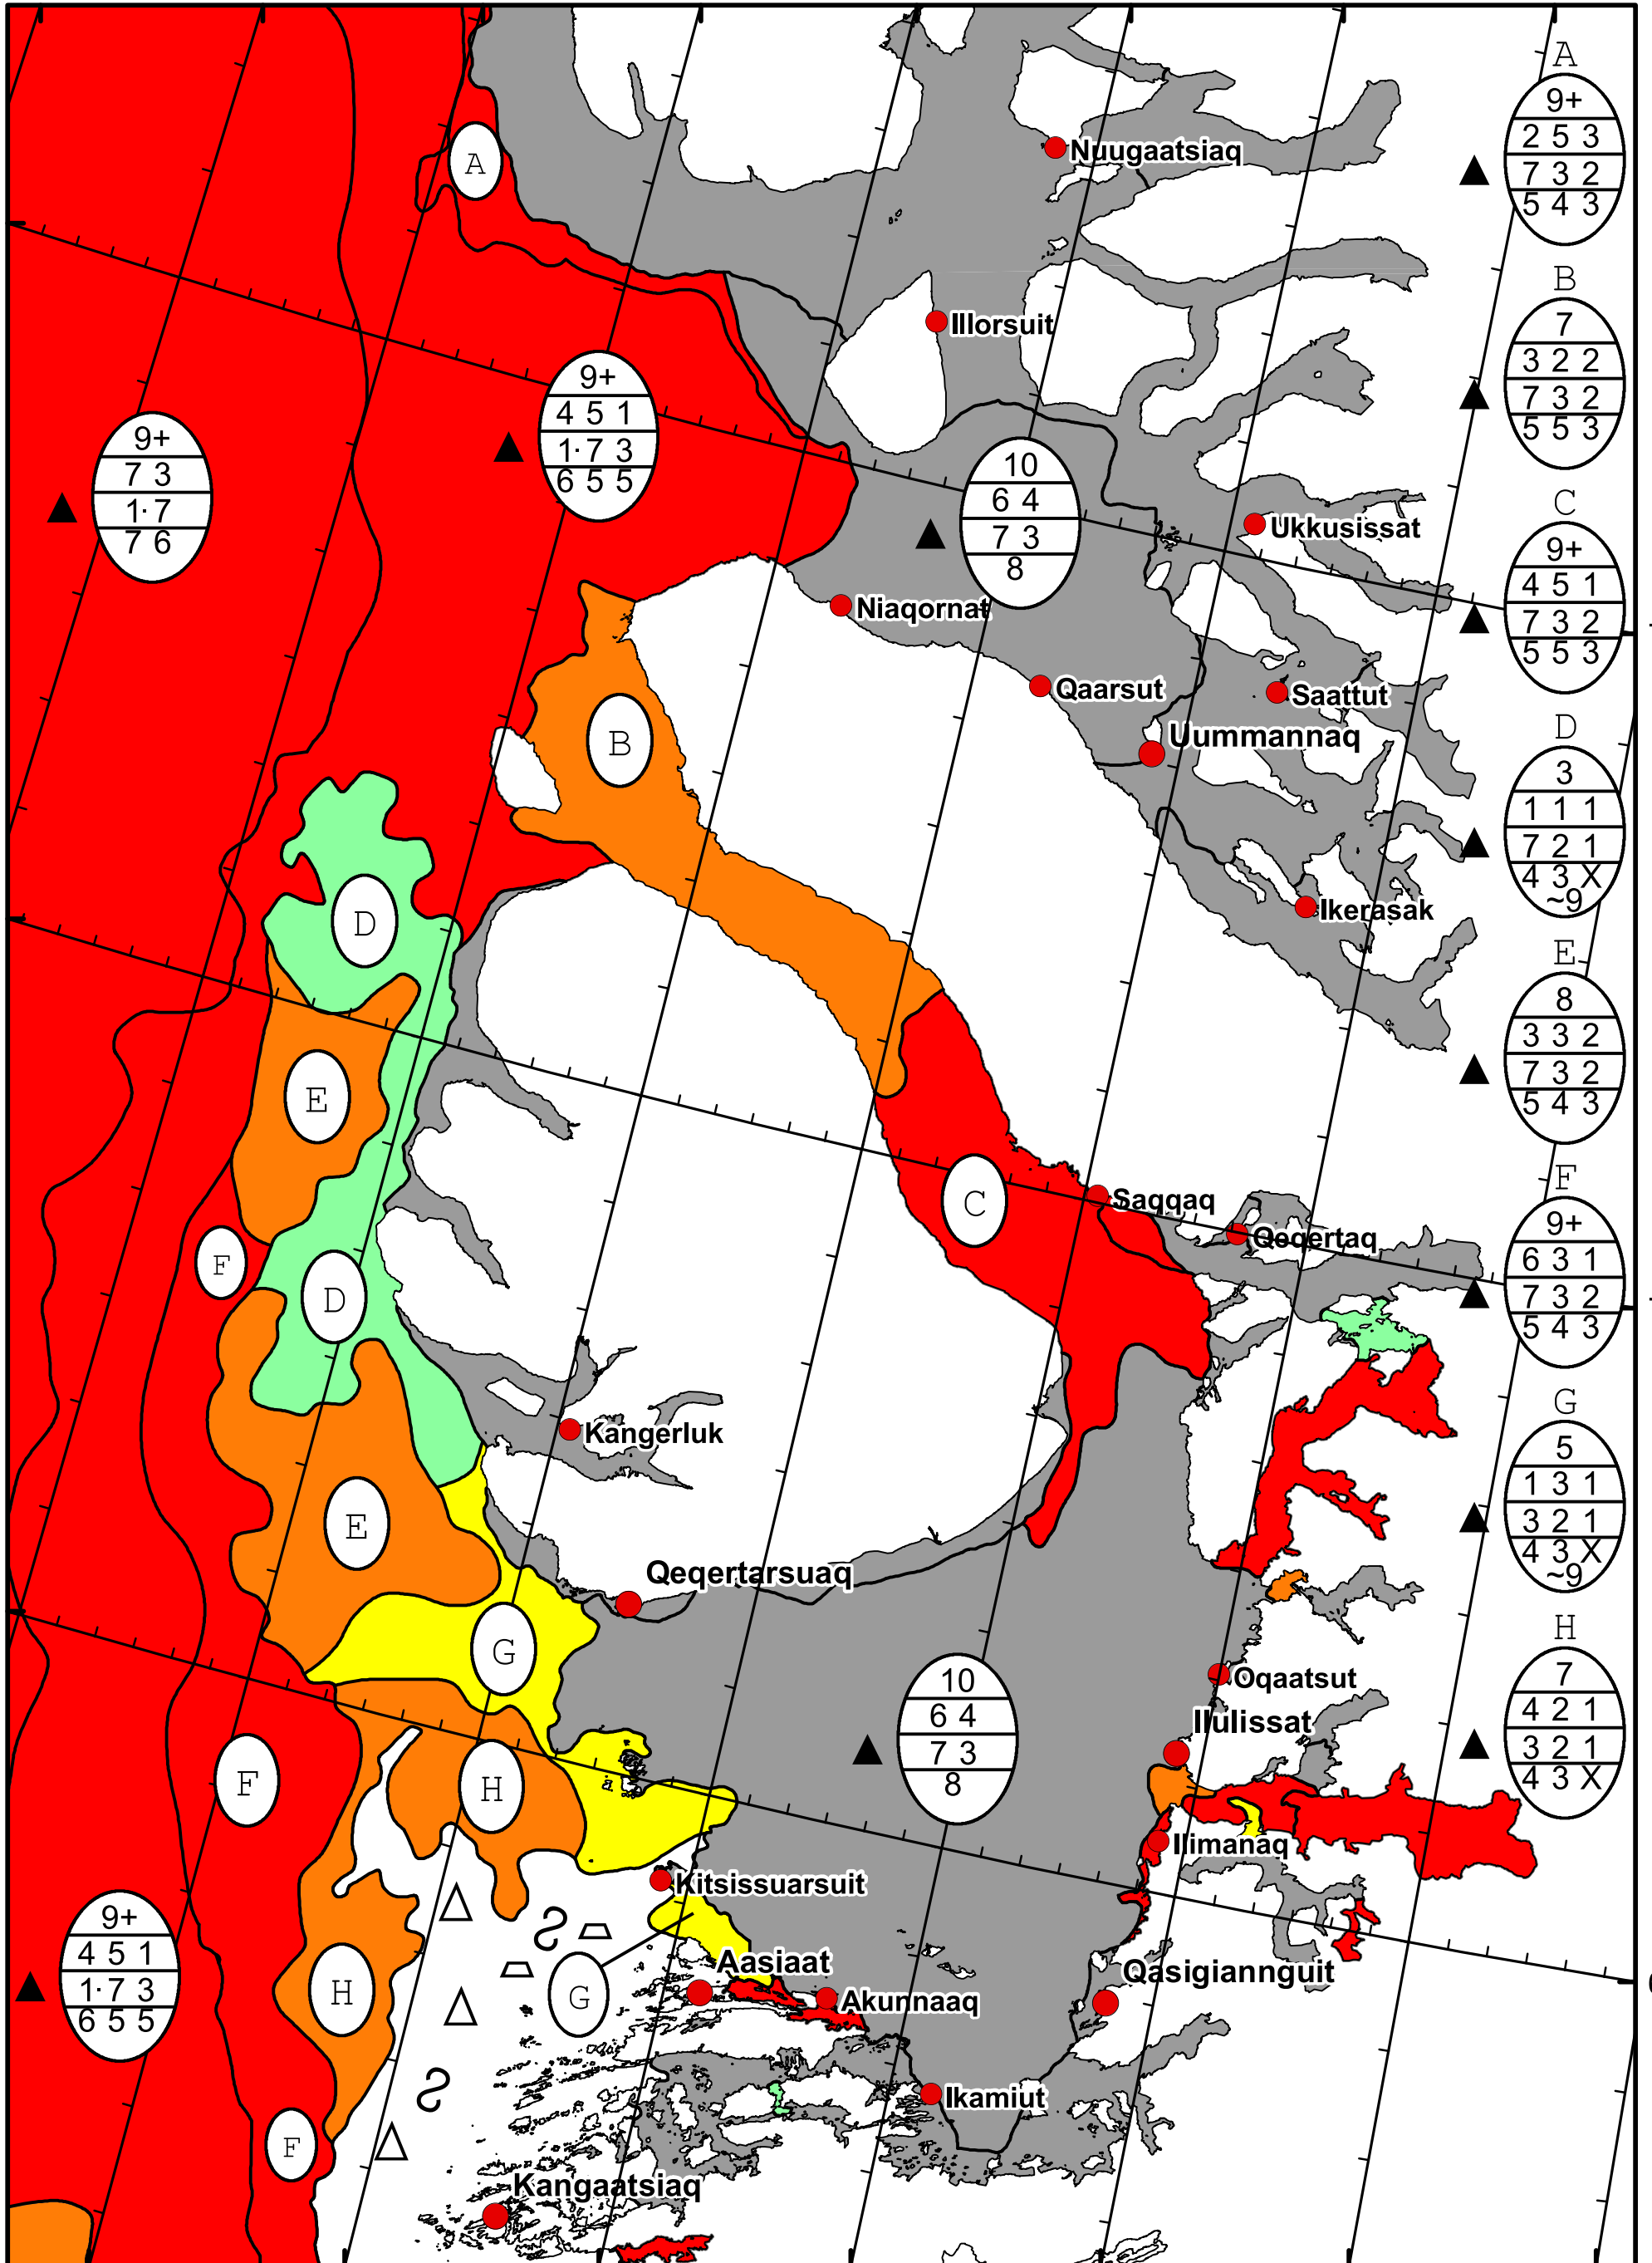 A
9+
2 5 3
7 3 2
5 4 3
B
7
3 2 2
7 3 2
5 5 3
C
9+
4 5 1
7 3 2
5 5 3
D
3
1 1 1
7 2 1
4 3 X
~9
E
8
3 3 2
7 3 2
5 4 3
F
9+
6 3 1
7 3 2
5 4 3
G
5
1 3 1
3 2 1
4 3 X
~9
H
7
4 2 1
3 2 1
4 3 X
A
Nuugaatsiaq
Illorsuit
9+
4 5 1
1· 7 3
6 5 5
9+
7 3
1· 7
7 6
10
6 4
7 3
8
Ukkusissat
Niaqornat
Qaarsut
Saattut
Uummannaq
B
Ikerasak
D
E
C
Saqqaq
Qeqertaq
F
D
Kangerluk
E
Qeqertarsuaq
G
Oqaatsut
Ilulissat
10
6 4
7 3
8
F
H
Ilimanaq
Kitsissuarsuit
9+
4 5 1
1· 7 3
6 5 5
H
G
Aasiaat
Akunnaaq
Qasigiannguit
Ikamiut
F
Kangaatsiaq